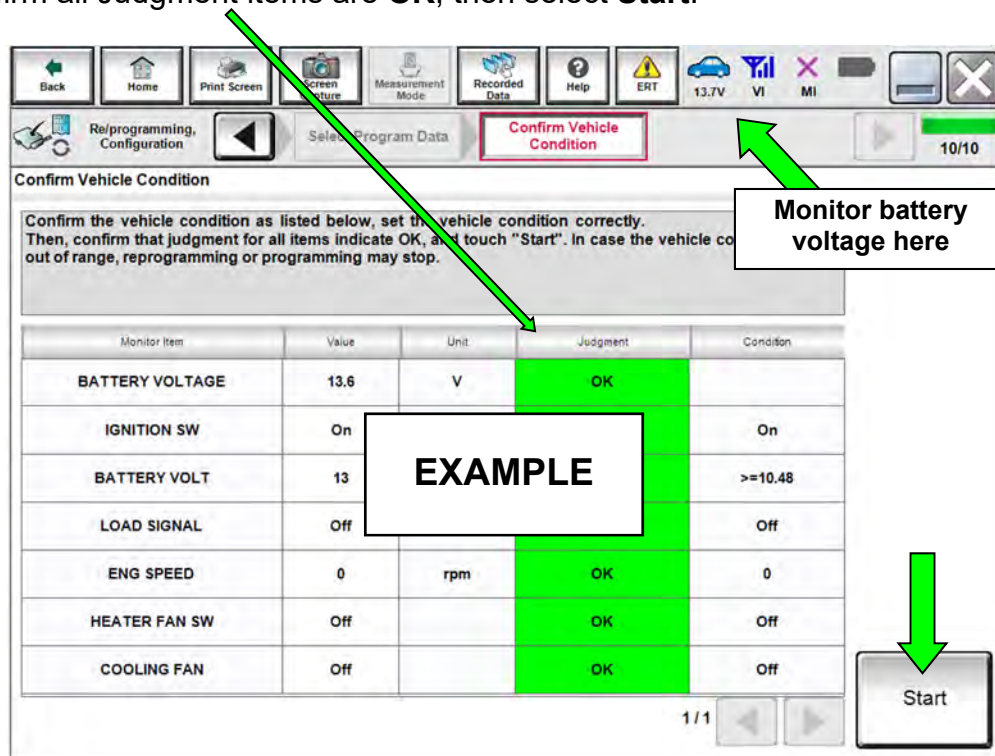 all Judgment items are OK, then select Start.
Back
Home
Print Screen
Screen Capture
Measurement Mode
Recorded Data
Help
ERT
13.7V
VI
MI
Re/programming, Configuration
Select Program Data
Confirm Vehicle Condition
10/10
Confirm Vehicle Condition
Monitor battery voltage here
Confirm the vehicle condition as listed below, set the vehicle condition correctly.
Then, confirm that judgment for all items indicate OK, and touch "Start". In case the vehicle
out of range, reprogramming or programming may stop.
Monitor Item Value Unit Judgment Condition
BATTERY VOLTAGE 13.6 V OK
IGNITION SW On On
BATTERY VOLT 13 >=10.48
EXAMPLE
LOAD SIGNAL Off Off
ENG SPEED 0 rpm OK 0
HEATER FAN SW Off OK Off
COOLING FAN Off OK Off
1/1
Start